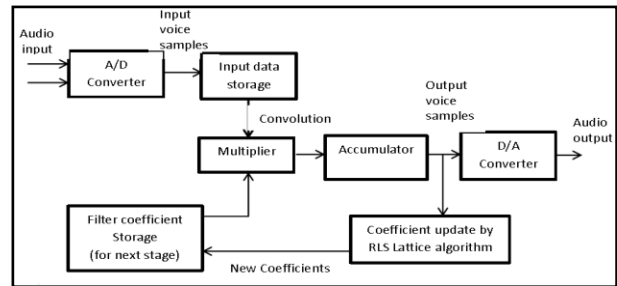 Audio
input
A/D
Converter
Input
voice
samples
Input data
storage
Convolution
Multiplier
Accumulator
Output
voice
samples
D/A
Converter
Audio
output
Filter coefficient
Storage
(for next stage)
Coefficient update by
RLS Lattice algorithm
New Coefficients